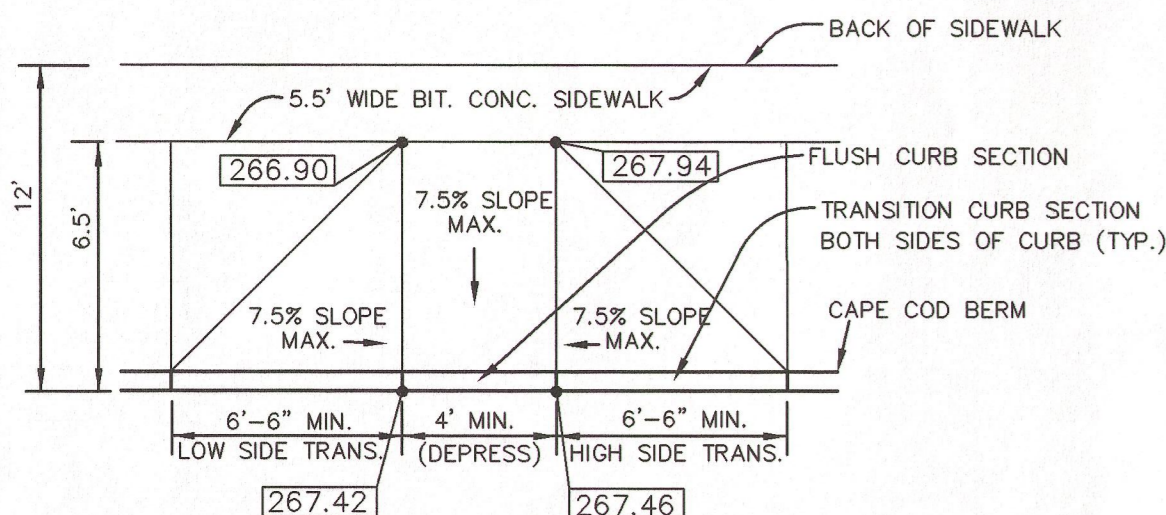 BACK OF SIDEWALK
5.5' WIDE BIT. CONC. SIDEWALK
266.90
267.94
FLUSH CURB SECTION
12'
6.5'
7.5% SLOPE
MAX.
TRANSITION CURB SECTION
BOTH SIDES OF CURB (TYP.)
7.5% SLOPE
MAX.
7.5% SLOPE
MAX.
CAPE COD BERM
6'-6" MIN.
LOW SIDE TRANS.
4' MIN.
(DEPRESS)
6'-6" MIN.
HIGH SIDE TRANS.
267.42
267.46